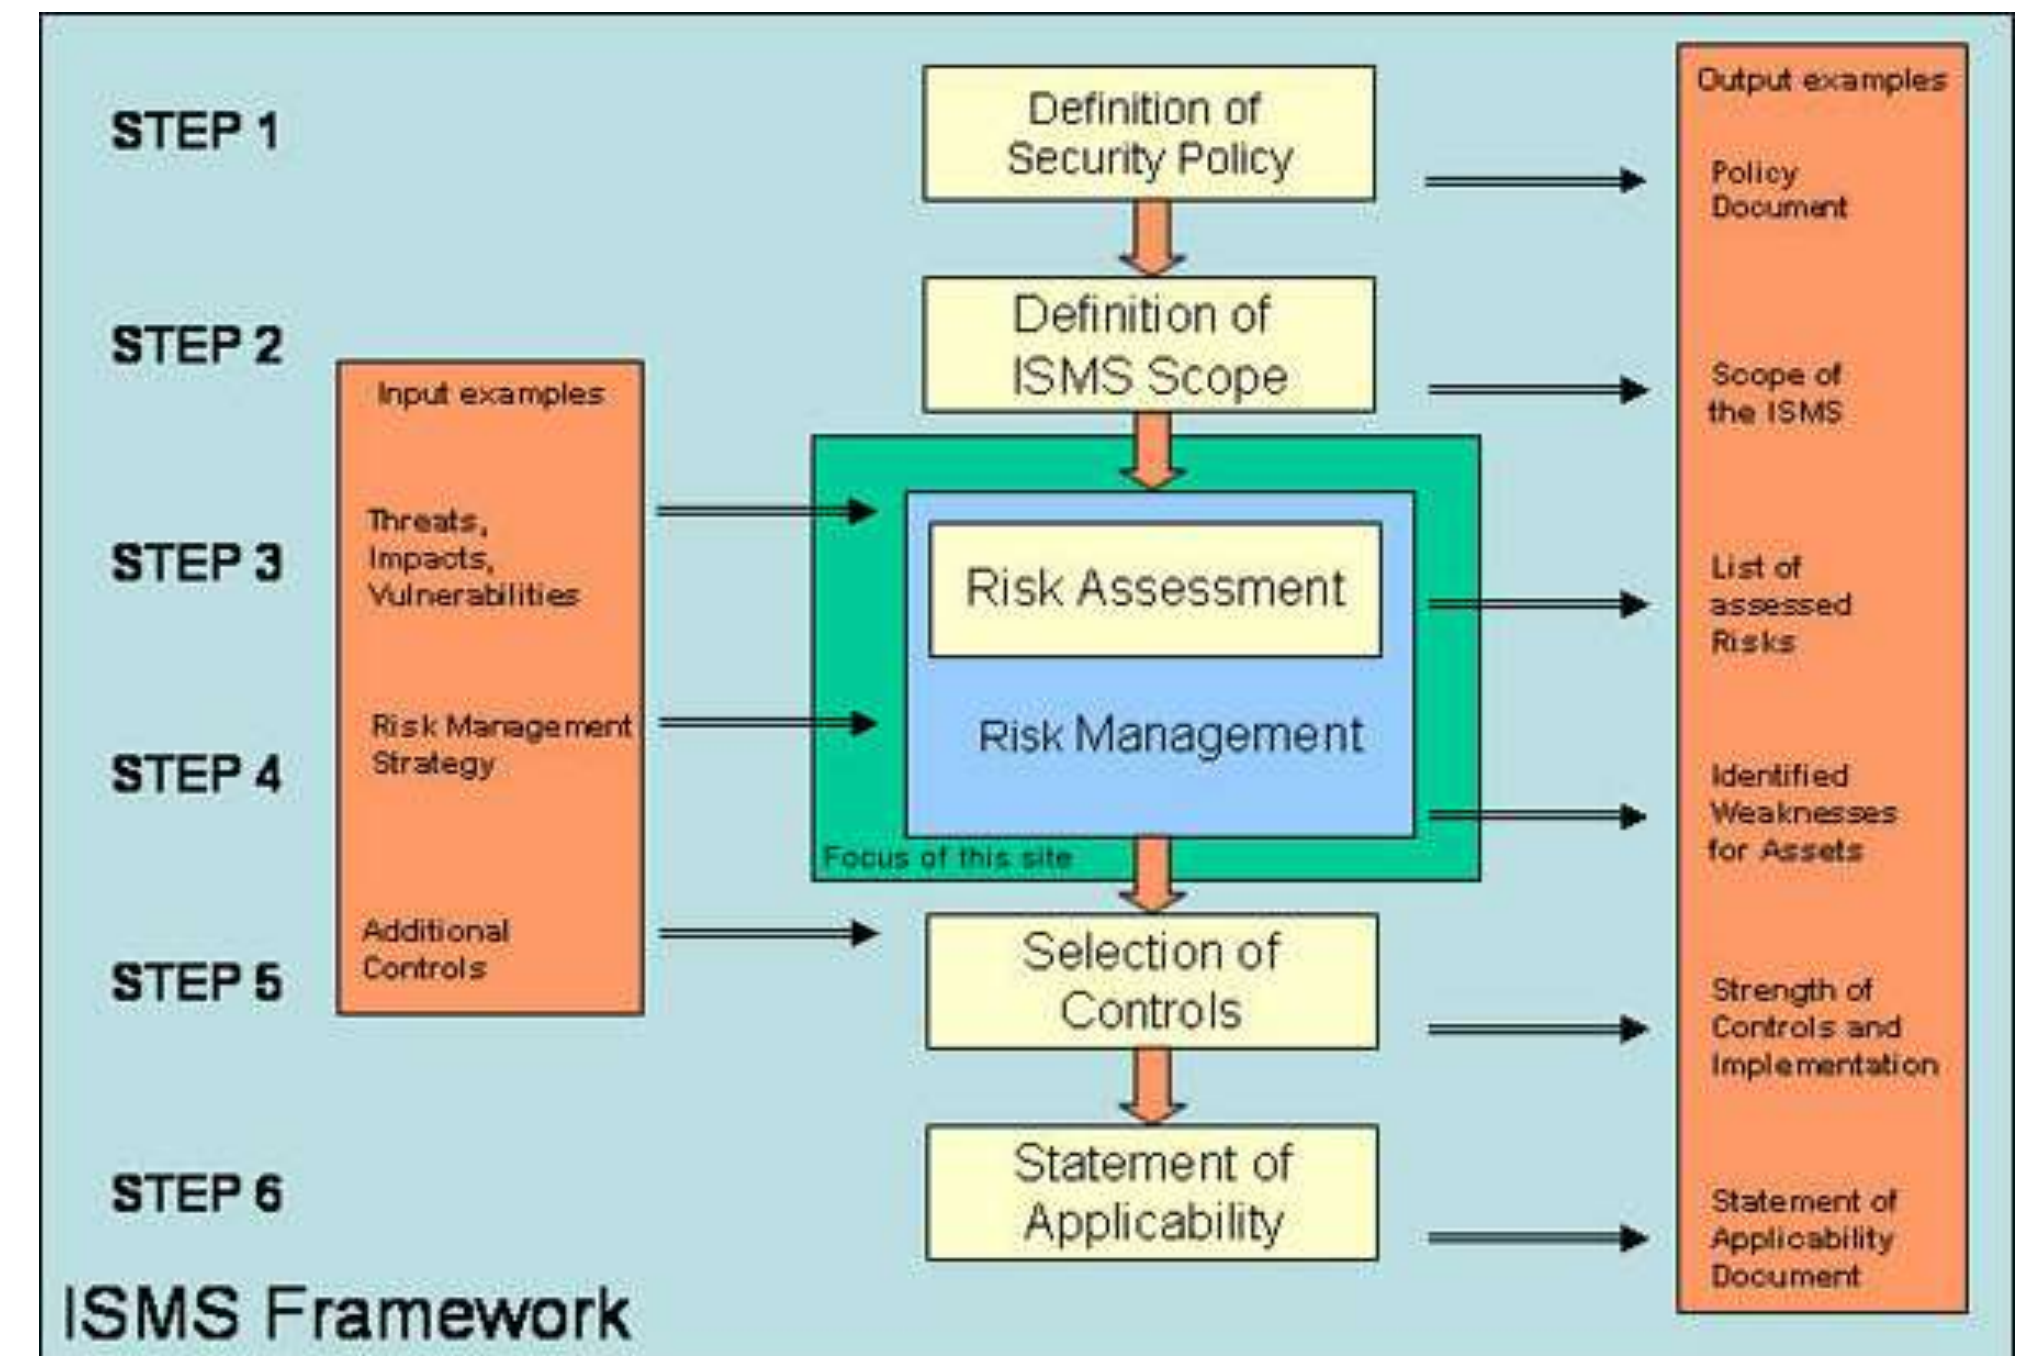 STEP 1
STEP 2
STEP 3
STEP 4
STEP 5
STEP 6
Input examples
Threats,
Impacts,
Vulnerabilities
Risk Management
Strategy
Additional
Controls
Definition of
Security Policy
Definition of
ISMS Scope
Risk Assessment
Risk Management
Focus of this site
Selection of
Controls
Statement of
Applicability
Output examples
Policy
Document
Scope of
the ISMS
List of
assessed
Risks
Identified
Weaknesses
for Assets
Strength of
Controls and
Implementation
Statement of
Applicability
Document
ISMS Framework